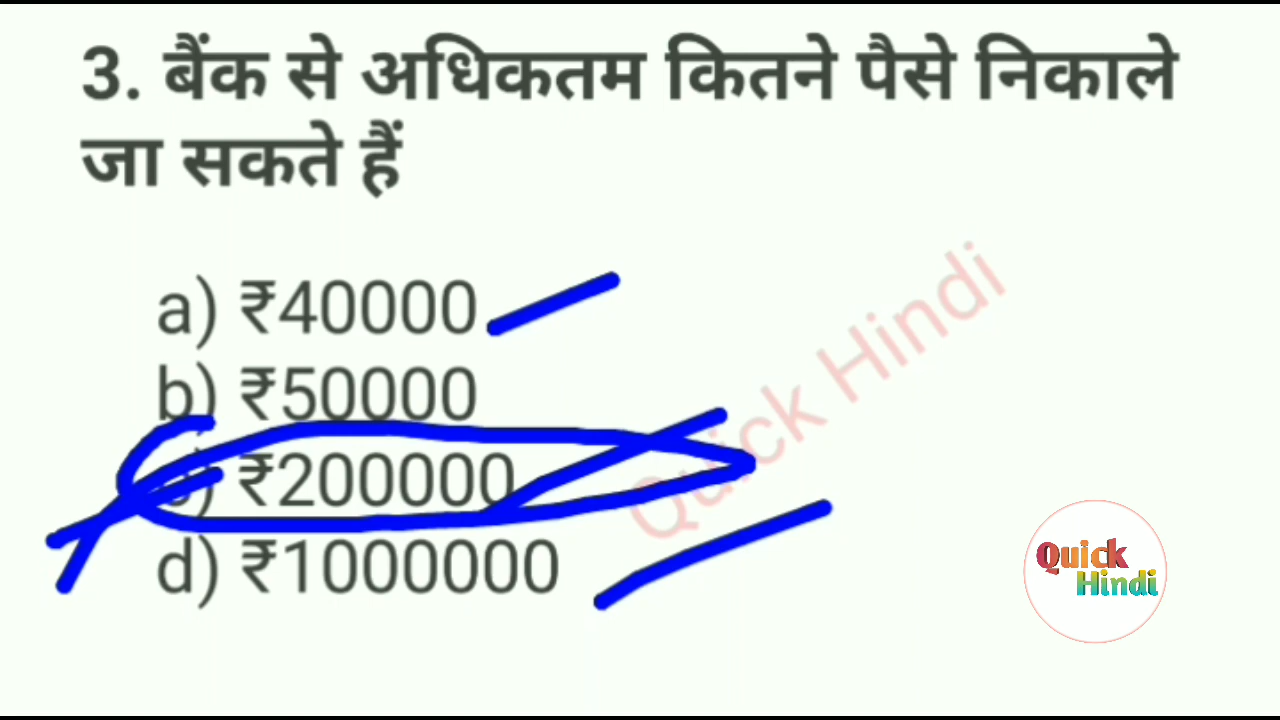 3. बैंक से अधिकतम कितने पैसे निकाले
जा सकते हैं
a) ₹40000
b) ₹50000
c) ₹200000
d) ₹1000000
Quick Hindi
Quick
Hindi